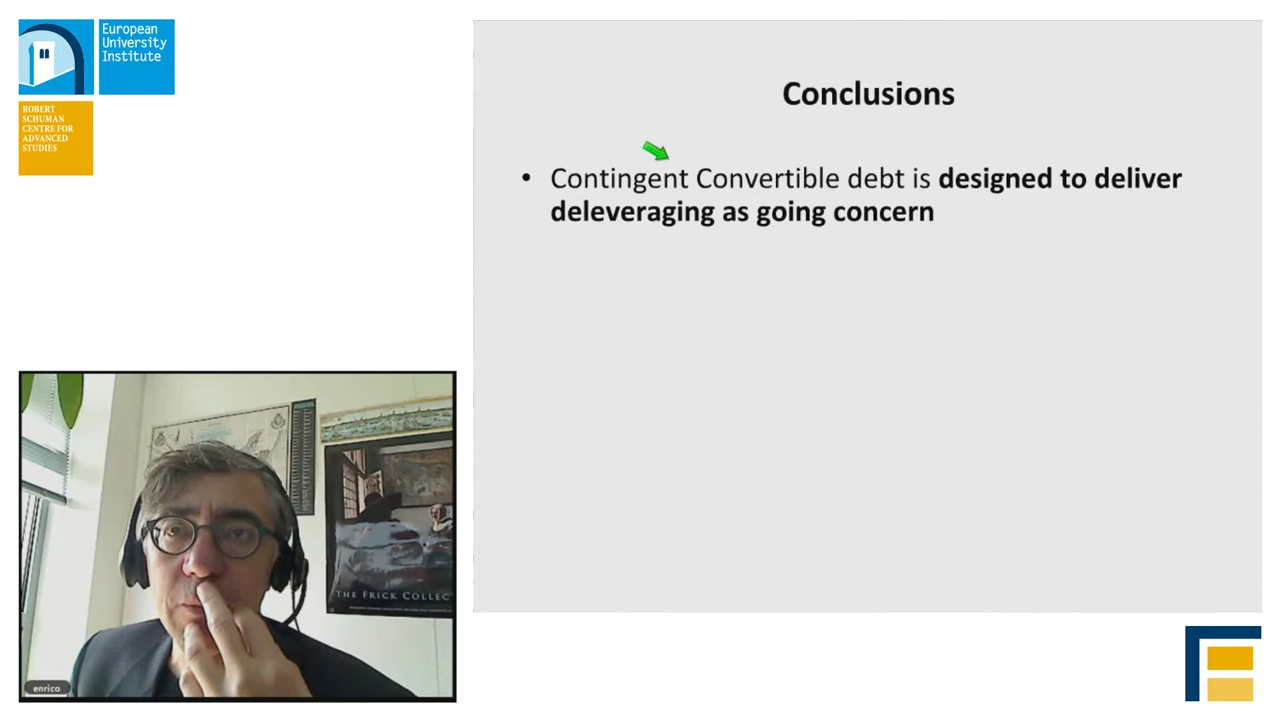 European
University
Institute
ROBERT
SCHUMAN
CENTRE FOR
ADVANCED
STUDIES
Conclusions
• Contingent Convertible debt is designed to deliver
deleveraging as going concern
THE FRICK COLLEC
enrico